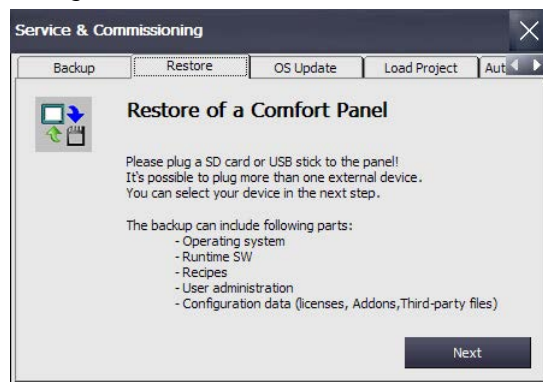 Service & Commissioning
Backup
Restore
OS Update
Load Project
Aut
Restore of a Comfort Panel
Please plug a SD card or USB stick to the panel!
It's possible to plug more than one external device.
You can select your device in the next step.
The backup can include following parts:
- Operating system
- Runtime SW
- Recipes
- User administration
- Configuration data (licenses, Addons,Third-party files)
Next